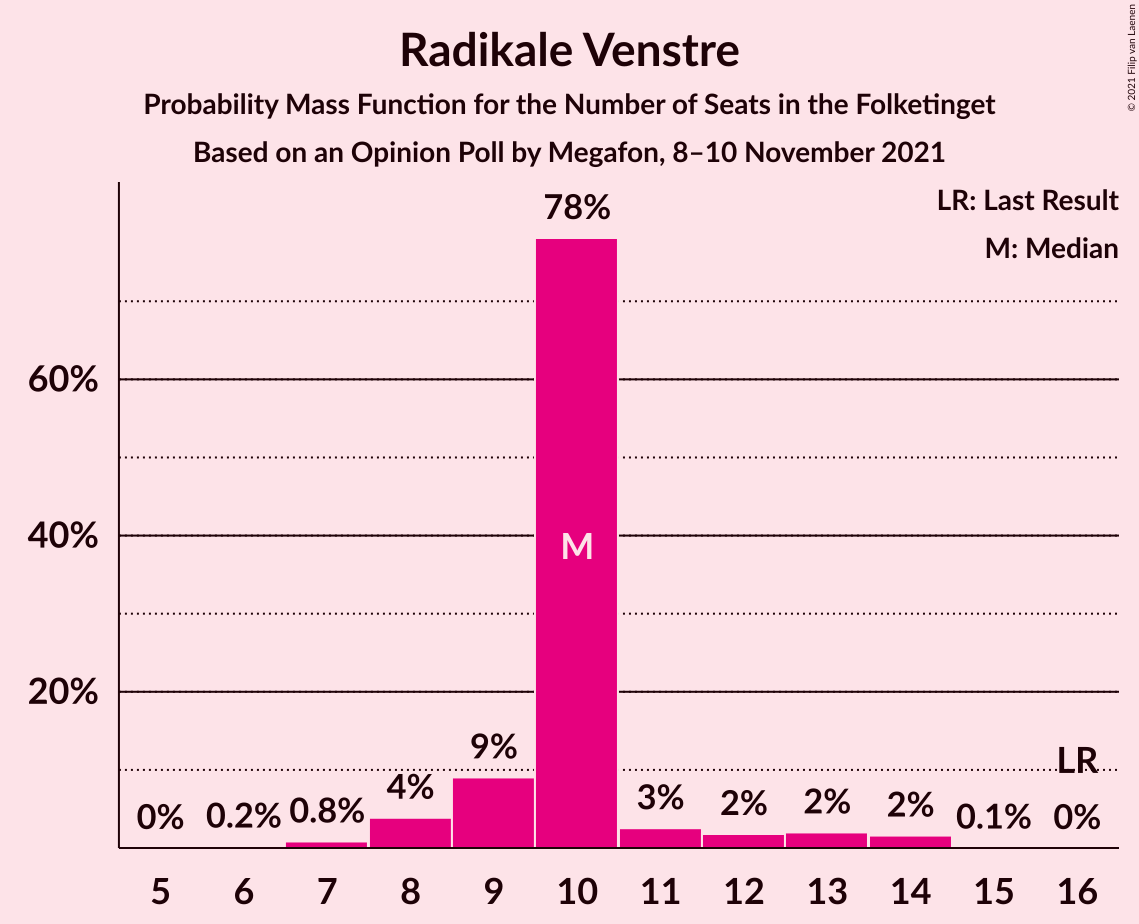 Radikale Venstre
Probability Mass Function for the Number of Seats in the Folketinget
Based on an Opinion Poll by Megafon, 8–10 November 2021
© 2021 Filip van Laenen
LR: Last Result
M: Median
78%
60%
40%
20%
M
0%
0.2%
0.8%
4%
9%
3%
2%
2%
2%
0.1%
LR
0%
5 6 7 8 9 10 11 12 13 14 15 16